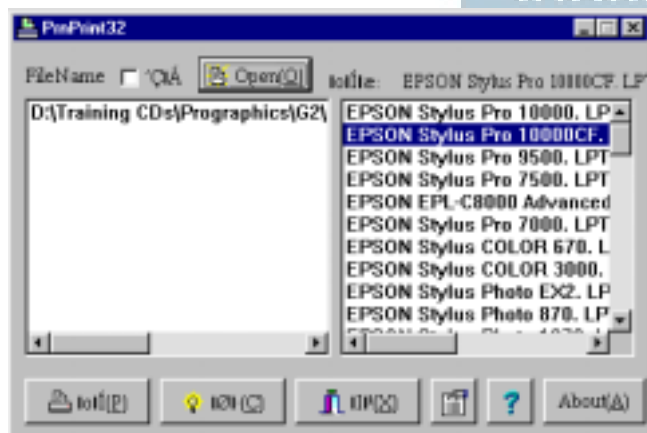 PrnPrint32
FileName Open(O) EPSON Stylus Pro 10000CF. LP
D:\Training CDs\Prographics\G2\
EPSON Stylus Pro 10000. LP
EPSON Stylus Pro 10000CF.
EPSON Stylus Pro 9500. LPT
EPSON Stylus Pro 7500. LPT
EPSON EPL-C8000 Advanced
EPSON Stylus Pro 7000. LPT
EPSON Stylus COLOR 670. L
EPSON Stylus COLOR 3000.
EPSON Stylus Photo EX2. LP
EPSON Stylus Photo 870. LP
(P) (C) (X) ? About(A)